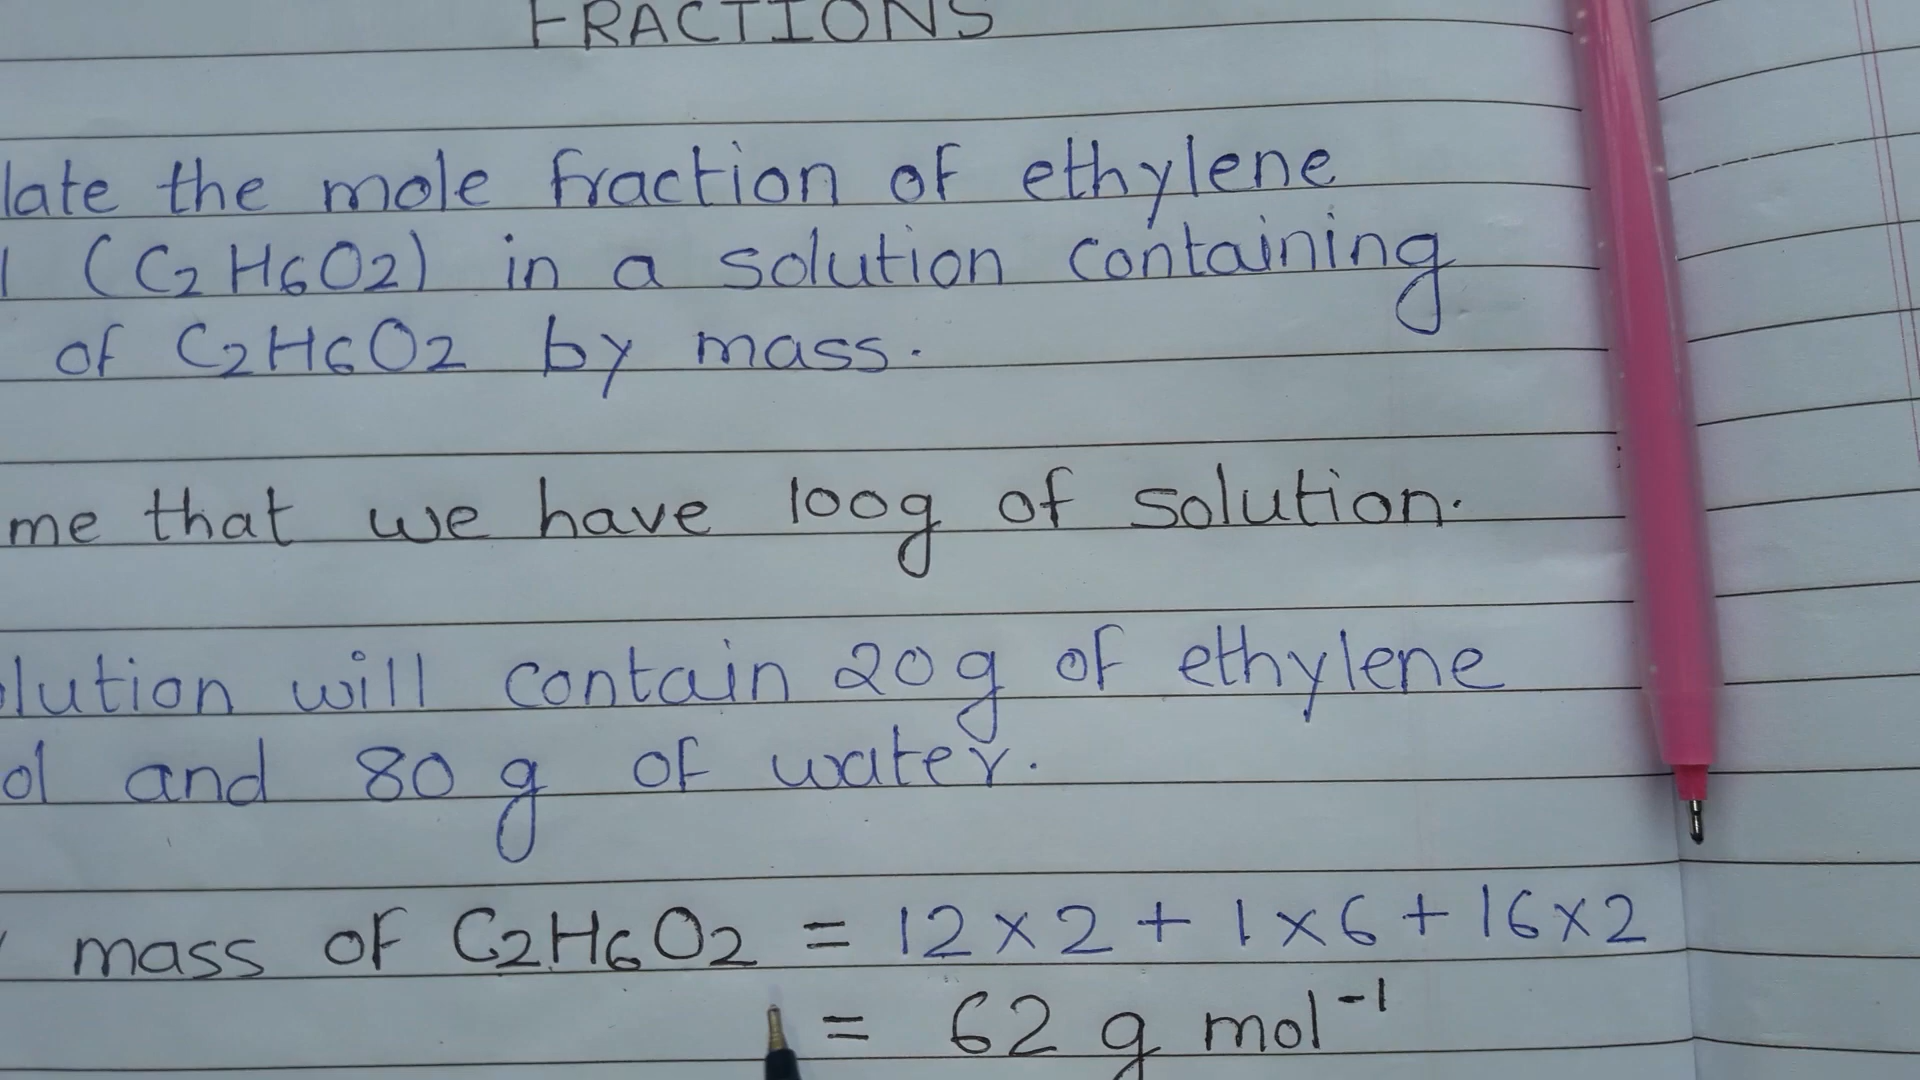 FRACTIONS
late the mole fraction of ethylene
l (C2H6O2) in a solution containing
of C2H6O2 by mass.
me that we have 100g of solution.
lution will contain 20g of ethylene
ol and 80 g of water.
mass of C2H6O2 = 12 x 2 + 1 x 6 + 16 x 2
= 62 g mol⁻¹